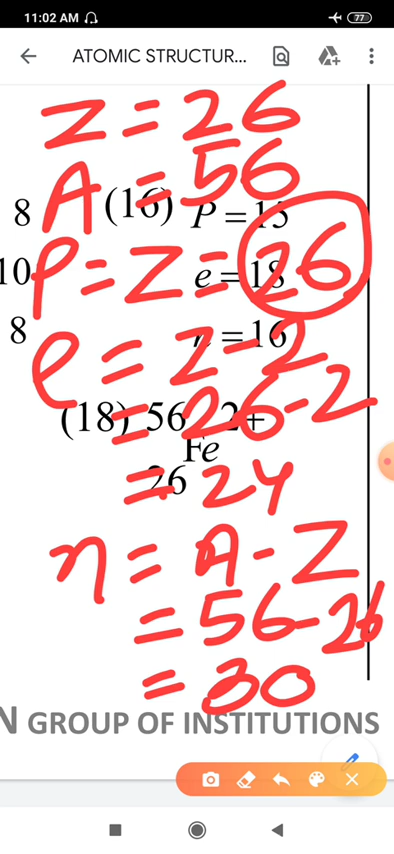 11:02 AM
77
ATOMIC STRUCTUR...
Z = 26
A = 56
8 (16) P = 15
P = Z = 26
10 e = 18
8 n = 16
e = Z - 2
= 26 - 2
(18) 56 2+
Fe
26
= 24
n = A - Z
= 56 - 26
= 30
N GROUP OF INSTITUTIONS